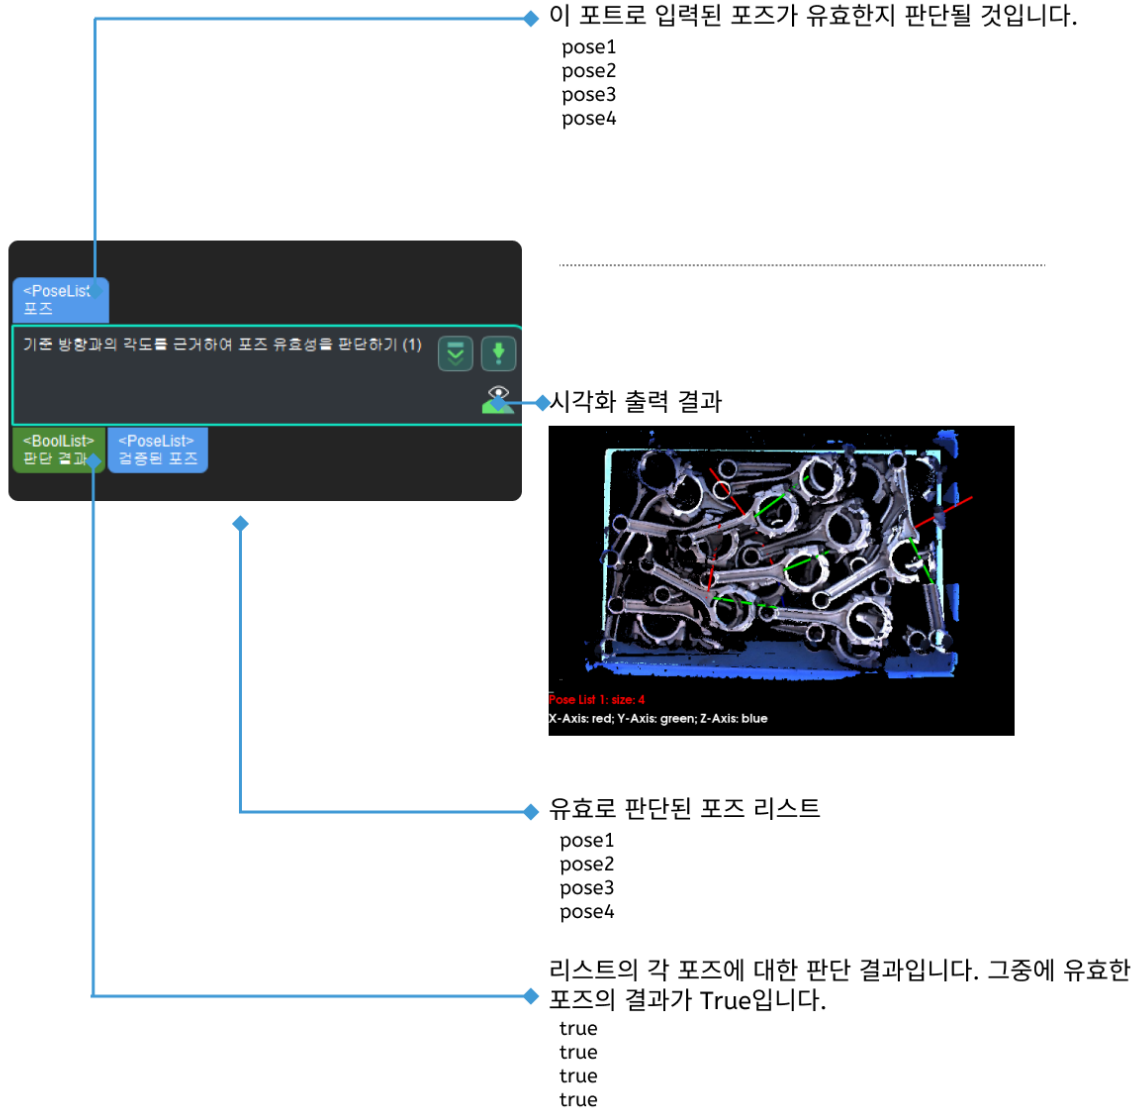 이 포트로 입력된 포즈가 유효한지 판단될 것입니다.
pose1
pose2
pose3
pose4
<PoseList>
포즈
기준 방향과의 각도를 근거하여 포즈 유효성을 판단하기 (1)
<BoolList>
판단 결과
<PoseList>
검증된 포즈
시각화 출력 결과
Pose List 1: size: 4
X-Axis: red; Y-Axis: green; Z-Axis: blue
유효로 판단된 포즈 리스트
pose1
pose2
pose3
pose4
리스트의 각 포즈에 대한 판단 결과입니다. 그중에 유효한
포즈의 결과가 True입니다.
true
true
true
true